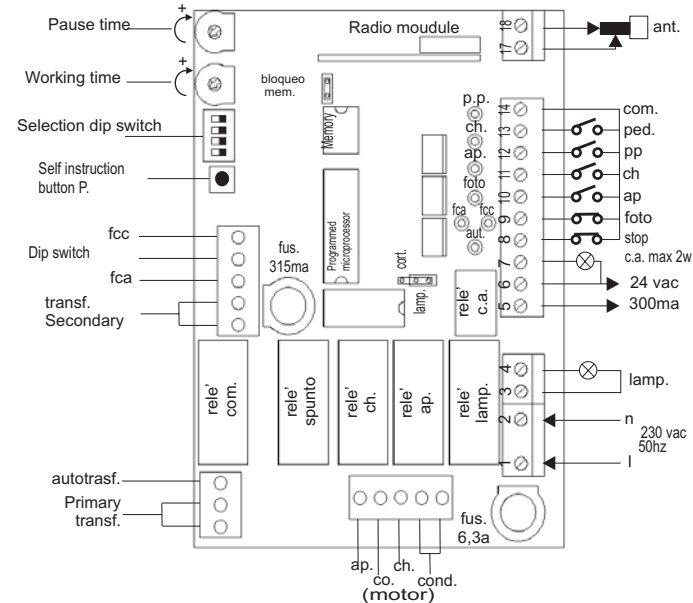 Pause time
+
Radio moudule
18
17
ant.
Working time
+
bloqueo
mem.
Selection dip switch
Memory
p.p.
ch.
ap.
foto
fca
fcc
aut.
14
13
12
11
10
9
8
7
6
5
com.
ped.
pp
ch
ap
foto
stop
c.a. max 2w
24 vac
300ma
Self instruction
button P.
Programmed
microprocessor
fcc
Dip switch
fca
transf.
Secondary
fus.
315ma
cort.
lamp.
rele'
c.a.
rele'
com.
rele'
spunto
rele'
ch.
rele'
ap.
rele'
lamp.
4
3
2
1
lamp.
n
230 vac
50hz
l
autotrasf.
Primary
transf.
fus.
6,3a
ap.
co.
ch.
cond.
(motor)